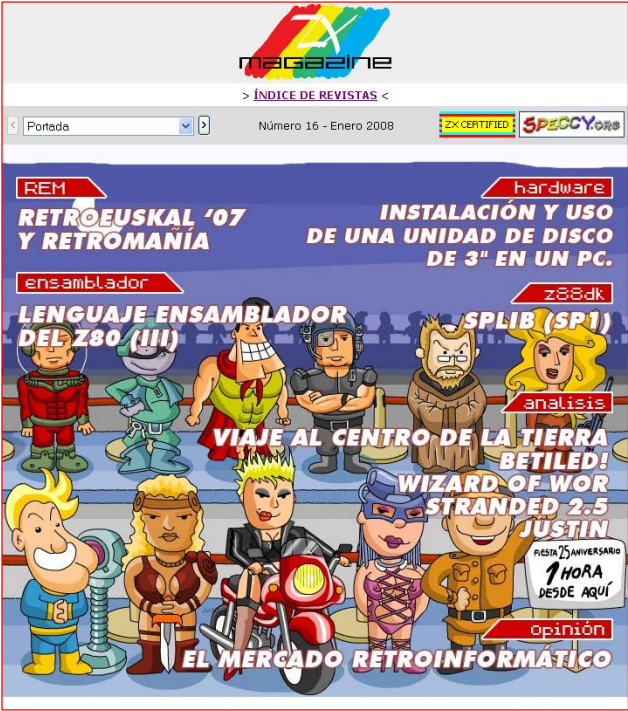 ZX
magazine
> ÍNDICE DE REVISTAS <
< Portada >
Número 16 - Enero 2008
ZX CERTIFIED
SPECCY.ORG
REM
RETROEUSKAL ‘07
Y RETROMAÑÍA
hardware
INSTALACIÓN Y USO
DE UNA UNIDAD DE DISCO
DE 3" EN UN PC.
ensamblador
LENGUAJE ENSAMBLADOR
DEL Z80 (III)
z88dk
SPLIB (SP1)
analisis
VIAJE AL CENTRO DE LA TIERRA
BETILED!
WIZARD OF WOR
STRANDED 2.5
JUSTIN
FIESTA 25 ANIVERSARIO
1 HORA
DESDE AQUÍ
opinión
EL MERCADO RETROINFORMÁTICO